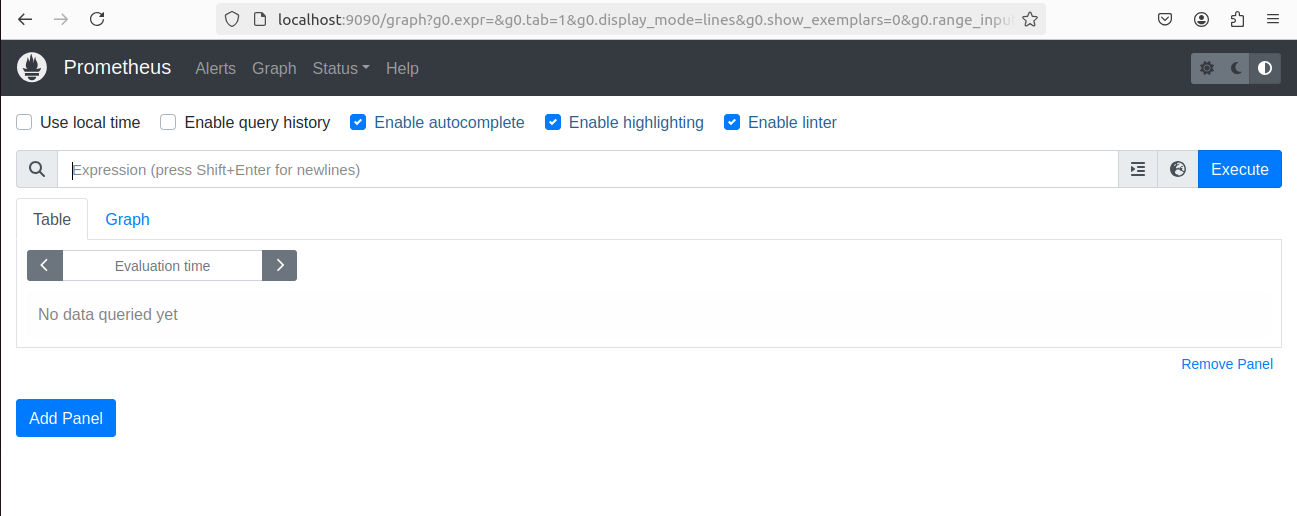 localhost:9090/graph?g0.expr=&g0.tab=1&g0.display_mode=lines&g0.show_exemplars=0&g0.range_inpu
Prometheus Alerts Graph Status Help
Use local time Enable query history Enable autocomplete Enable highlighting Enable linter
Expression (press Shift+Enter for newlines) Execute
Table Graph
Evaluation time
No data queried yet
Remove Panel
Add Panel